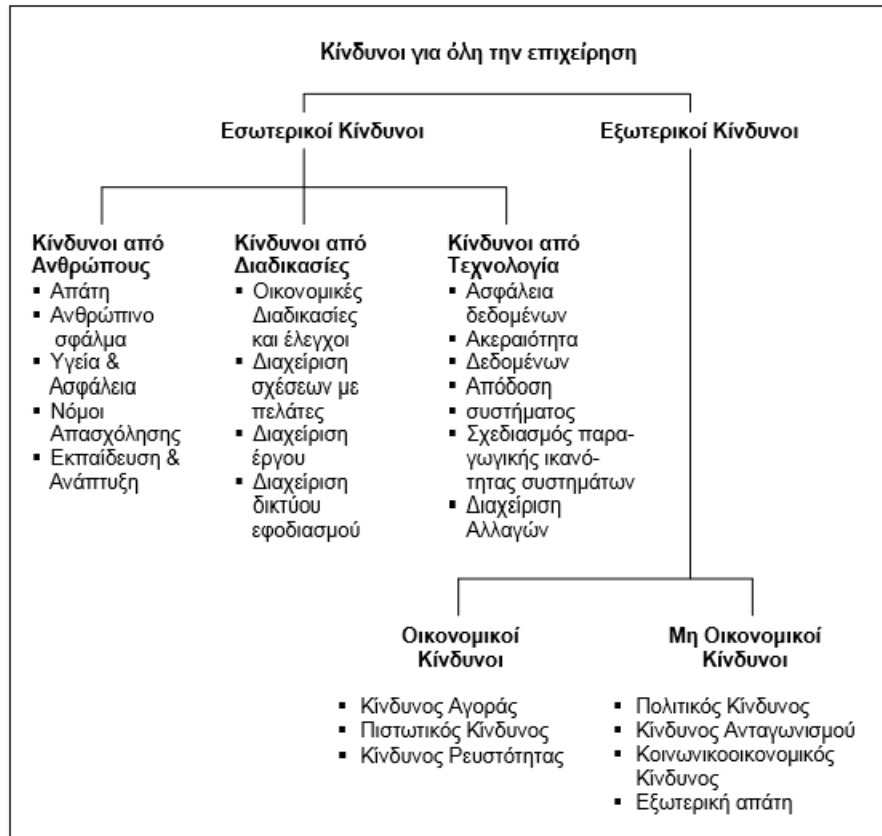 Κίνδυνοι για όλη την επιχείρηση
Εσωτερικοί Κίνδυνοι
Εξωτερικοί Κίνδυνοι
Κίνδυνοι από
Ανθρώπους
▪ Απάτη
▪ Ανθρώπινο
σφάλμα
▪ Υγεία &
Ασφάλεια
▪ Νόμοι
Απασχόλησης
▪ Εκπαίδευση &
Ανάπτυξη
Κίνδυνοι από
Διαδικασίες
▪ Οικονομικές
Διαδικασίες
και έλεγχοι
▪ Διαχείριση
σχέσεων με
πελάτες
▪ Διαχείριση
έργου
▪ Διαχείριση
δικτύου
εφοδιασμού
Κίνδυνοι από
Τεχνολογία
▪ Ασφάλεια
δεδομένων
▪ Ακεραιότητα
▪ Δεδομένων
▪ Απόδοση
▪ συστήματος
▪ Σχεδιασμός παρα-
γωγικής ικανό-
τητας συστημάτων
▪ Διαχείριση
Αλλαγών
Οικονομικοί
Κίνδυνοι
▪ Κίνδυνος Αγοράς
▪ Πιστωτικός Κίνδυνος
▪ Κίνδυνος Ρευστότητας
Μη Οικονομικοί
Κίνδυνοι
▪ Πολιτικός Κίνδυνος
▪ Κίνδυνος Ανταγωνισμού
▪ Κοινωνικοοικονομικός
Κίνδυνος
▪ Εξωτερική απάτη